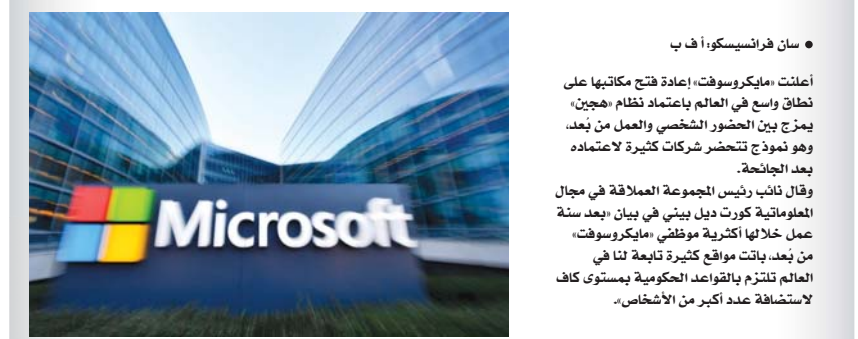 ● سان فرانسيسكو: أ ف ب
أعلنت «مايكروسوفت» إعادة فتح مكاتبها على
نطاق واسع في العالم باعتماد نظام «هجين»
يمزج بين الحضور الشخصي والعمل من بُعد،
وهو نموذج تتحضر شركات كثيرة لاعتماده
بعد الجائحة.
وقال نائب رئيس المجموعة العملاقة في مجال
المعلوماتية كورت ديل بيني في بيان «بعد سنة
عمل خلالها أكثرية موظفي «مايكروسوفت»
من بُعد، باتت مواقع كثيرة تابعة لنا في
العالم تلتزم بالقواعد الحكومية بمستوى كاف
لاستضافة عدد أكبر من الأشخاص».
Microsoft